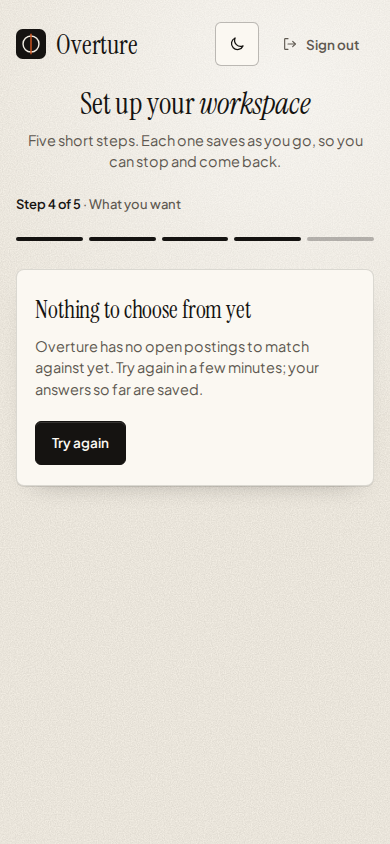 Overture
Sign out
Set up your workspace
Five short steps. Each one saves as you go, so you
can stop and come back.
Step 4 of 5 · What you want
Nothing to choose from yet
Overture has no open postings to match
against yet. Try again in a few minutes; your
answers so far are saved.
Try again